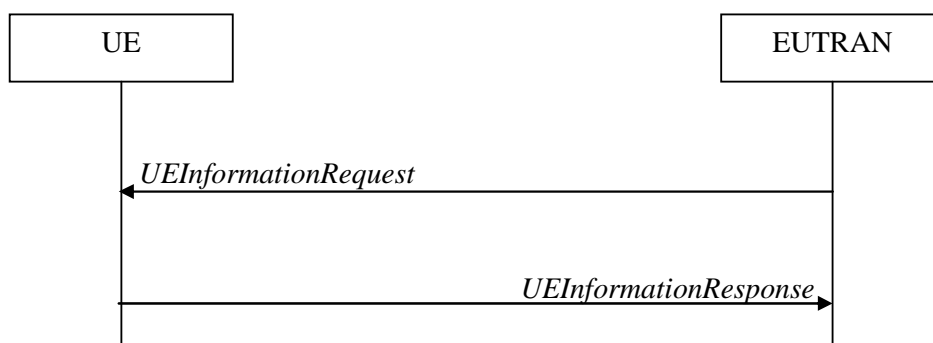 UE
EUTRAN
UEInformationRequest
UEInformationResponse